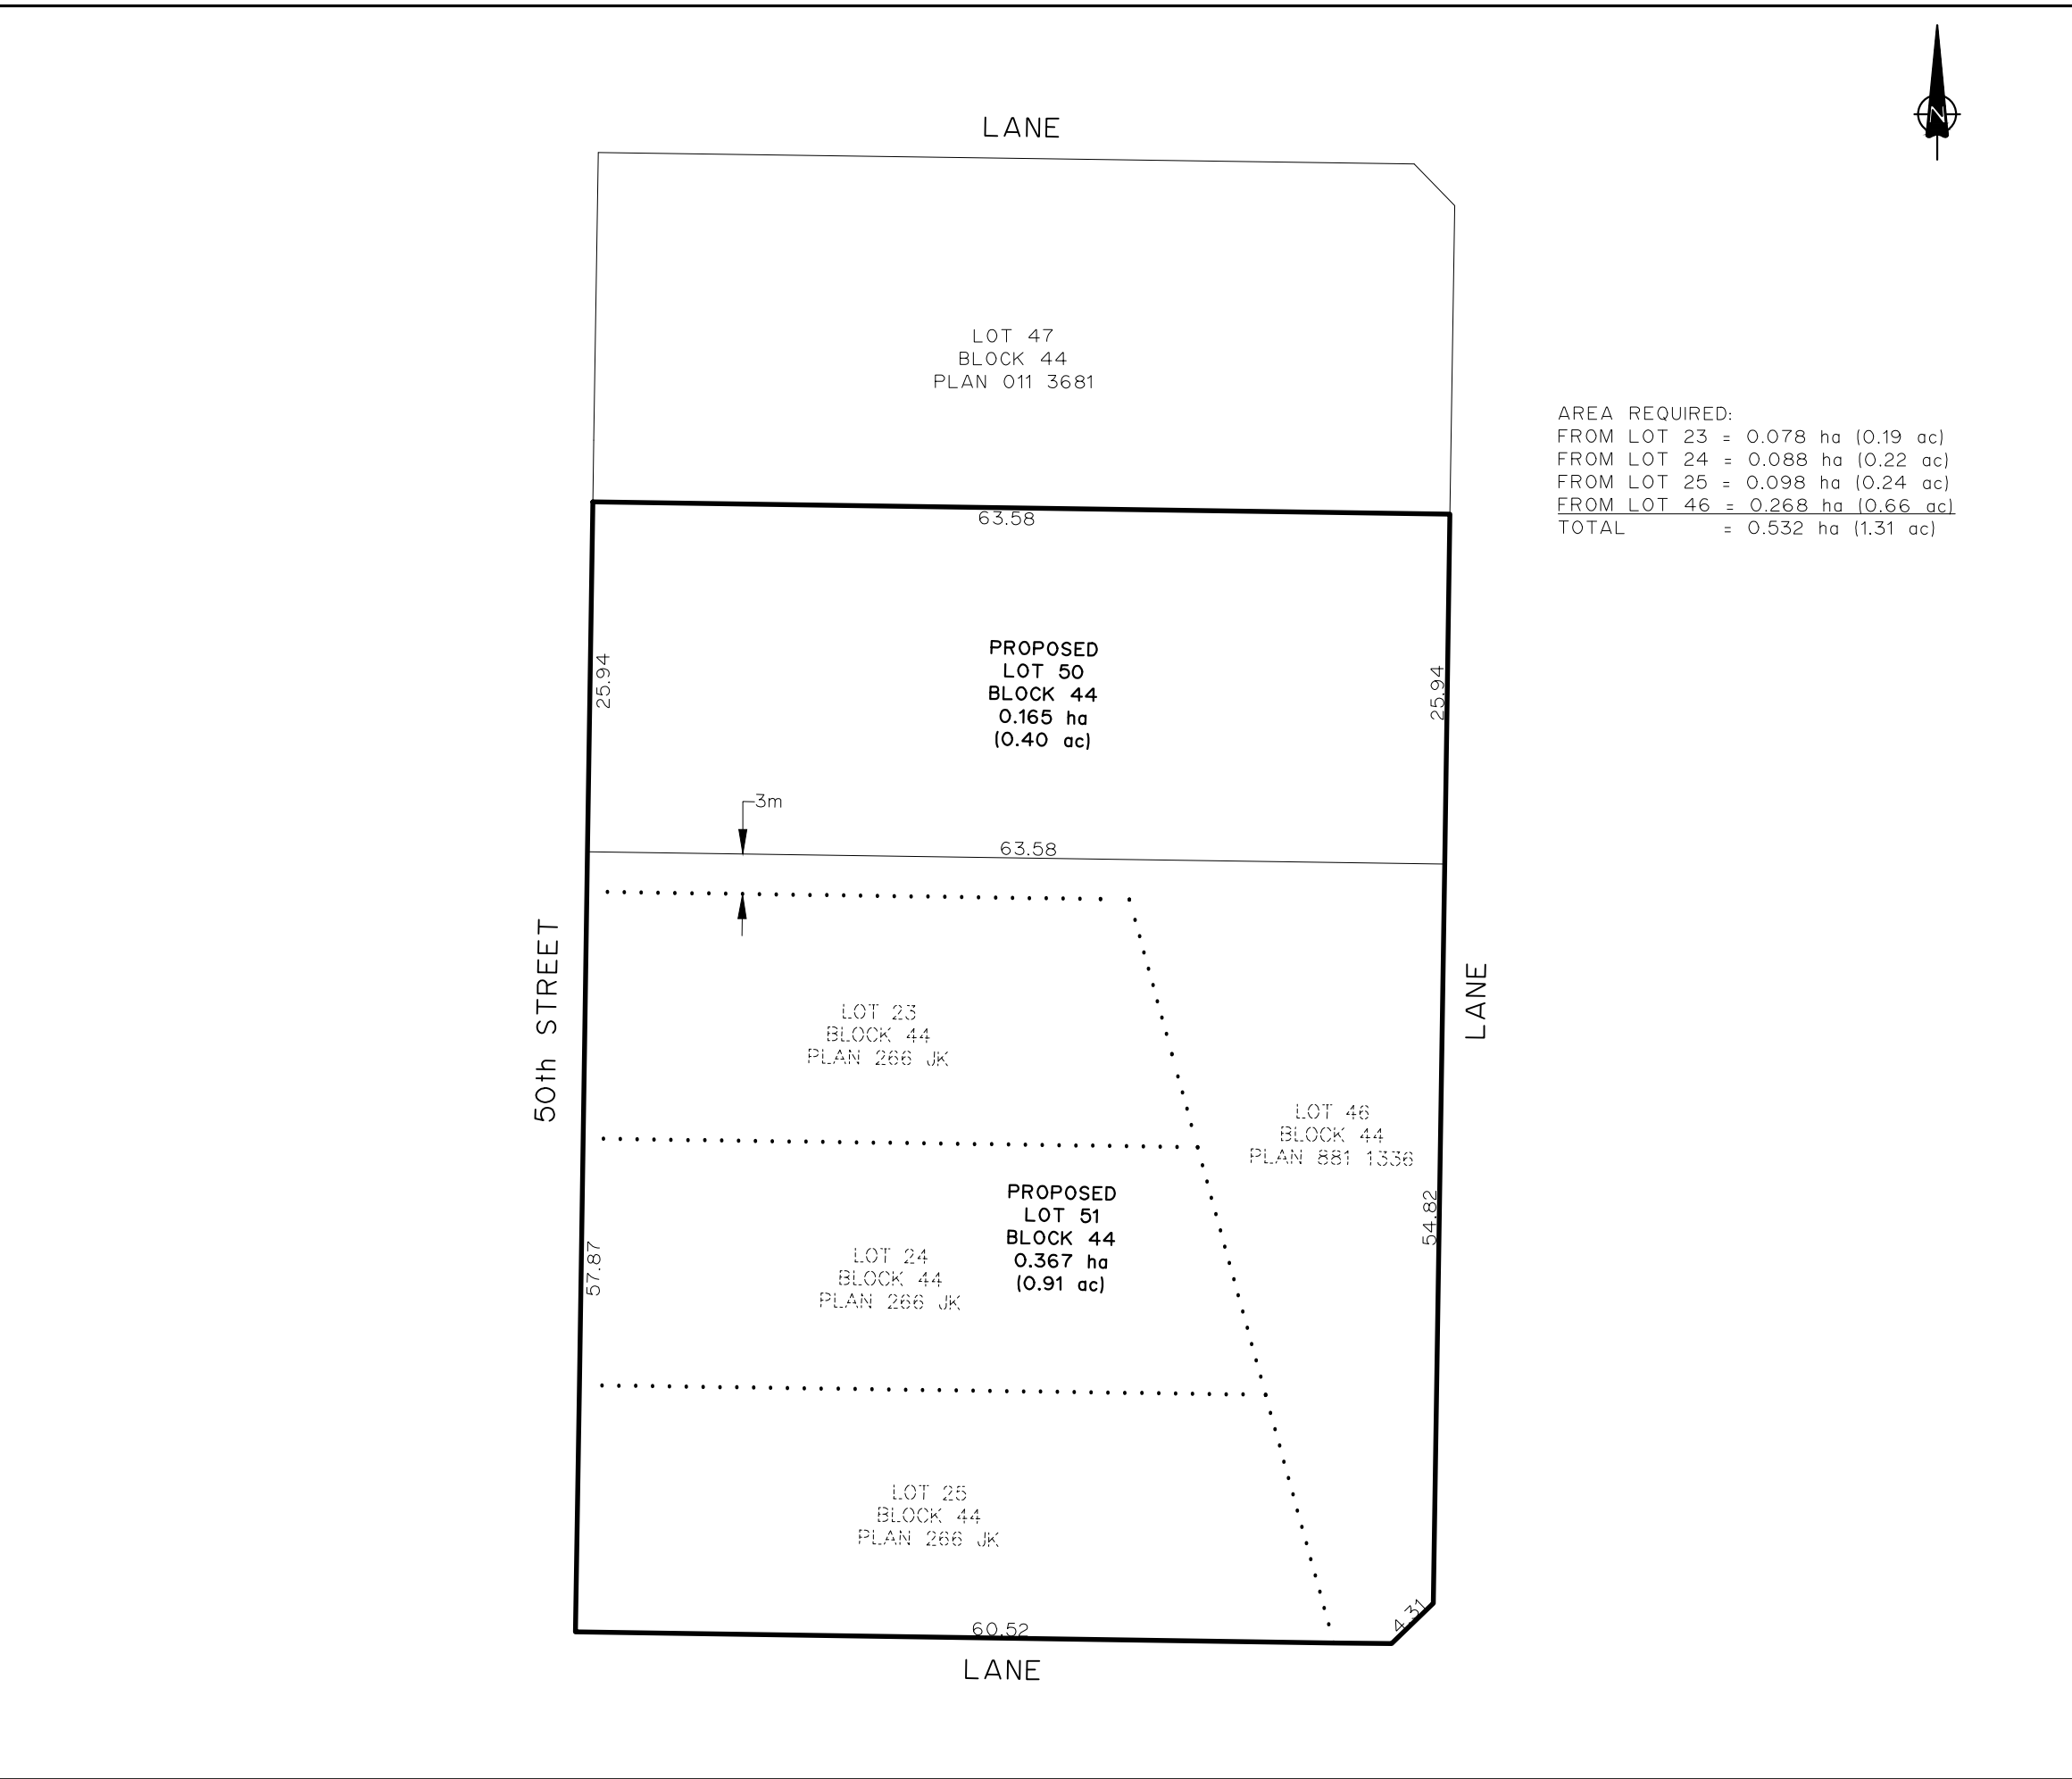 LANE
N
LOT 47
BLOCK 44
PLAN 011 3681
AREA REQUIRED:
FROM LOT 23 = 0.078 ha (0.19 ac)
FROM LOT 24 = 0.088 ha (0.22 ac)
FROM LOT 25 = 0.098 ha (0.24 ac)
FROM LOT 46 = 0.268 ha (0.66 ac)
TOTAL = 0.532 ha (1.31 ac)
63.58
25.94
PROPOSED
LOT 50
BLOCK 44
0.165 ha
(0.40 ac)
25.94
3m
63.58
50th STREET
LANE
LOT 23
BLOCK 44
PLAN 266 JK
LOT 46
BLOCK 44
PLAN 881 1336
PROPOSED
LOT 51
BLOCK 44
0.367 ha
(0.91 ac)
LOT 24
BLOCK 44
PLAN 266 JK
57.87
54.82
LOT 25
BLOCK 44
PLAN 266 JK
4.31
60.52
LANE